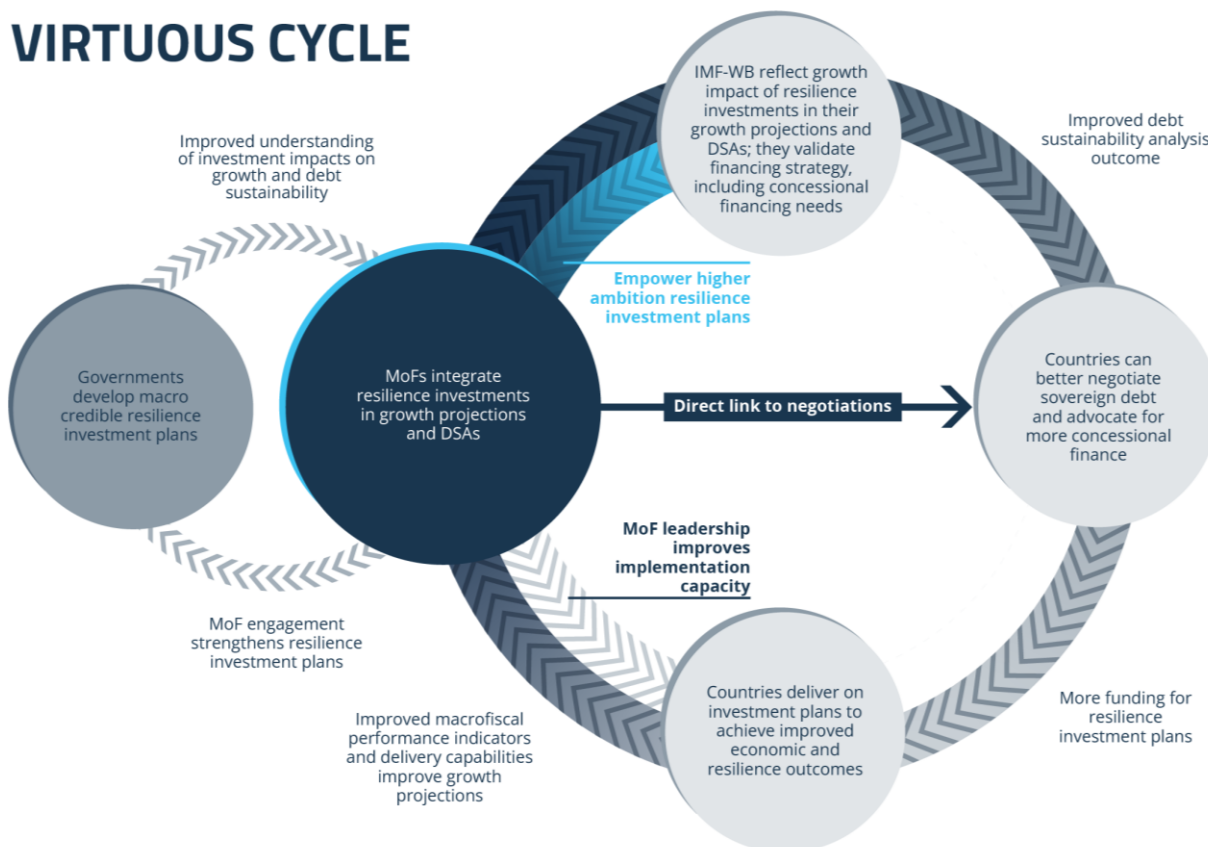 VIRTUOUS CYCLE
Improved understanding
of investment impacts on
growth and debt
sustainability
IMF-WB reflect growth
impact of resilience
investments in their
growth projections and
DSAs; they validate
financing strategy,
including concessional
financing needs
Improved debt
sustainability analysis
outcome
Empower higher
ambition resilience
investment plans
Governments
develop macro
credible resilience
investment plans
MoFs integrate
resilience investments
in growth projections
and DSAs
Direct link to negotiations
Countries can
better negotiate
sovereign debt
and advocate for
more concessional
finance
MoF leadership
improves
implementation
capacity
MoF engagement
strengthens resilience
investment plans
Improved macrofiscal
performance indicators
and delivery capabilities
improve growth
projections
Countries deliver on
investment plans to
achieve improved
economic and
resilience outcomes
More funding for
resilience
investment plans